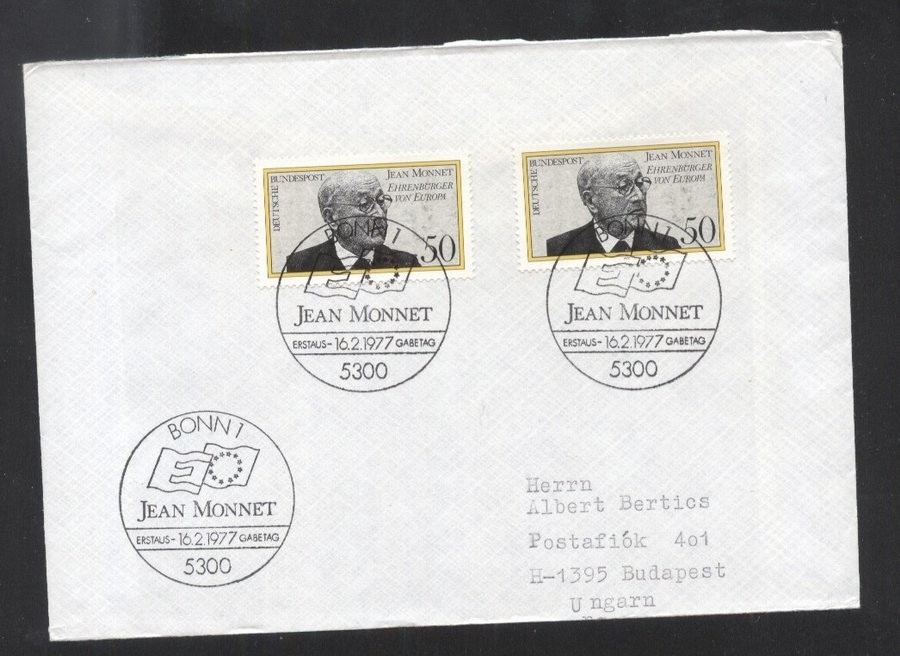 DEUTSCHE BUNDESPOST
JEAN MONNET
EHRENBÜRGER
VON EUROPA
50
DEUTSCHE BUNDESPOST
JEAN MONNET
EHRENBÜRGER
VON EUROPA
50
BONN 1
JEAN MONNET
ERSTAUS-16.2.1977 GABETAG
5300
BONN 1
JEAN MONNET
ERSTAUS-16.2.1977 GABETAG
5300
BONN 1
JEAN MONNET
ERSTAUS-16.2.1977 GABETAG
5300
Herrn
Albert Bertics
Postafiók 4o1
H-1395 Budapest
Ungarn